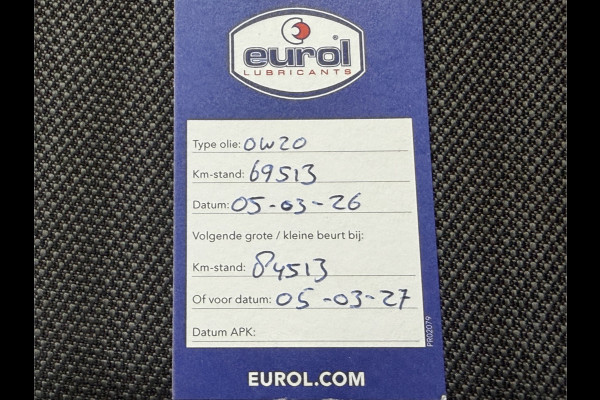 eurol®
LUBRICANTS
Type olie: 0W20
Km-stand: 69513
Datum: 05-03-26
Volgende grote / kleine beurt bij:
Km-stand: 84513
Of voor datum: 05-03-27
Datum APK:
PR02079
EUROL.COM